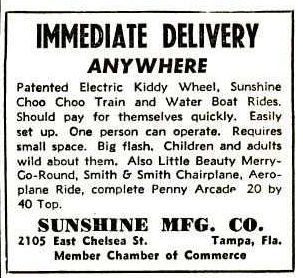 IMMEDIATE DELIVERY
ANYWHERE
Patented Electric Kiddy Wheel, Sunshine
Choo Choo Train and Water Boat Rides.
Should pay for themselves quickly. Easily
set up. One person can operate. Requires
small space. Big flash. Children and adults
wild about them. Also Little Beauty Merry-
Go-Round, Smith & Smith Chairplane, Aero-
plane Ride, complete Penny Arcade 20 by
40 Top.
SUNSHINE MFG. CO.
2105 East Chelsea St. Tampa, Fla.
Member Chamber of Commerce